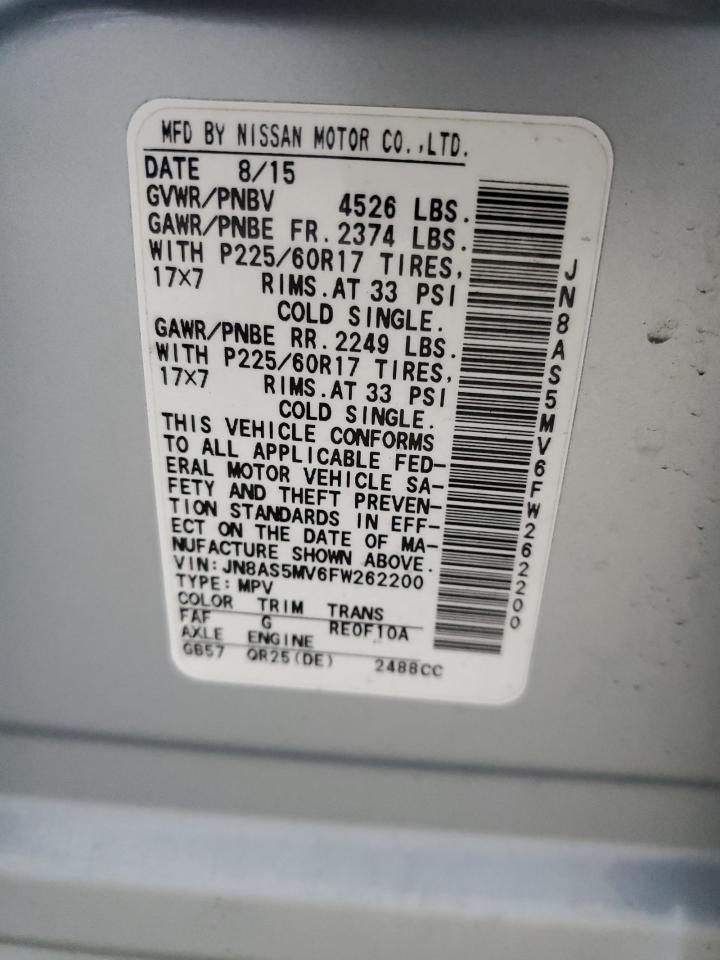 MFD BY NISSAN MOTOR CO.,LTD.
DATE 8/15
GVWR/PNBV 4526 LBS.
GAWR/PNBE FR. 2374 LBS.
WITH P225/60R17 TIRES,
17×7 RIMS.AT 33 PSI
COLD SINGLE.
GAWR/PNBE RR. 2249 LBS.
WITH P225/60R17 TIRES,
17×7 RIMS.AT 33 PSI
COLD SINGLE.
THIS VEHICLE CONFORMS
TO ALL APPLICABLE FED-
ERAL MOTOR VEHICLE SA-
FETY AND THEFT PREVEN-
TION STANDARDS IN EFF-
ECT ON THE DATE OF MA-
NUFACTURE SHOWN ABOVE.
VIN: JN8AS5MV6FW262200
TYPE: MPV
COLOR TRIM TRANS
FAF G RE0F10A
AXLE ENGINE
GB57 QR25(DE) 2488CC
JN8AS5MV6FW262200